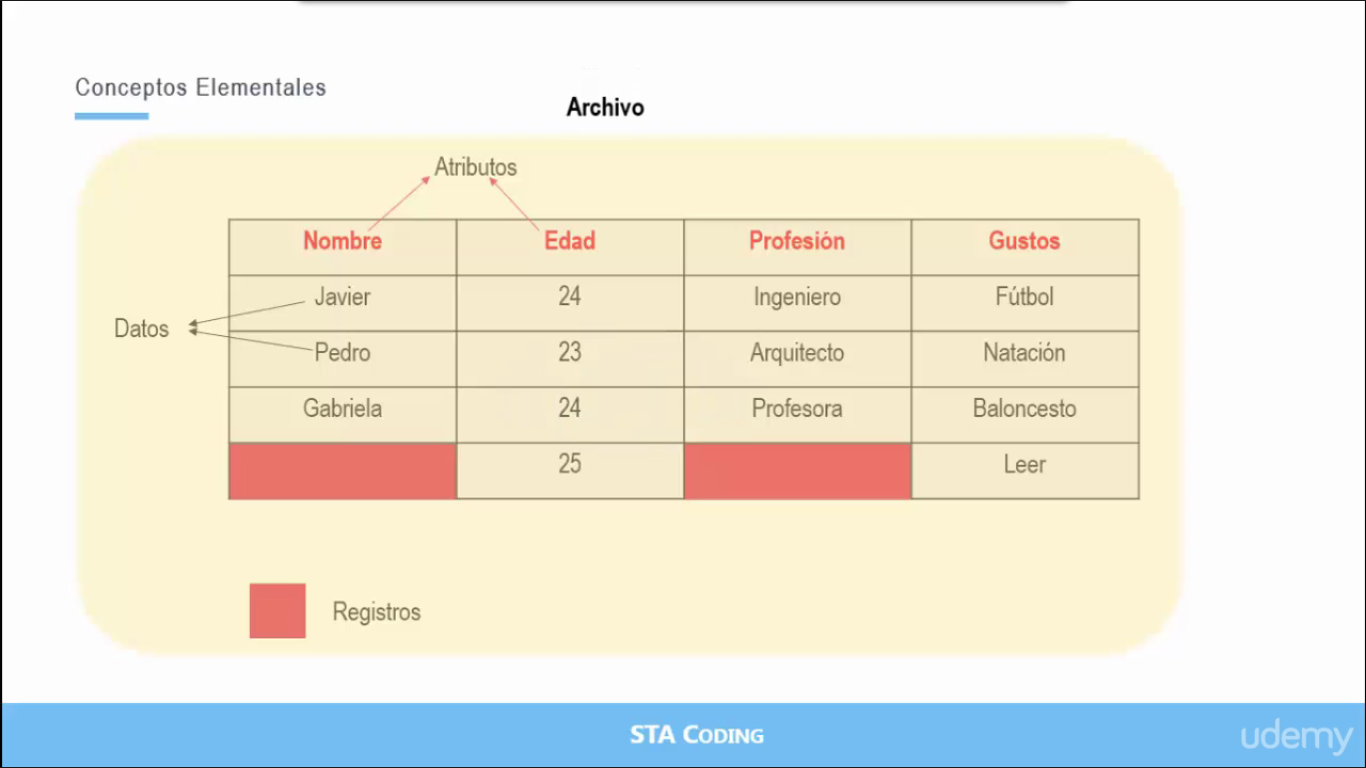 Conceptos Elementales
Archivo
Atributos
Nombre Edad Profesión Gustos
Javier 24 Ingeniero Fútbol
Datos
Pedro 23 Arquitecto Natación
Gabriela 24 Profesora Baloncesto
25 Leer
Registros
STA CODING
udemy